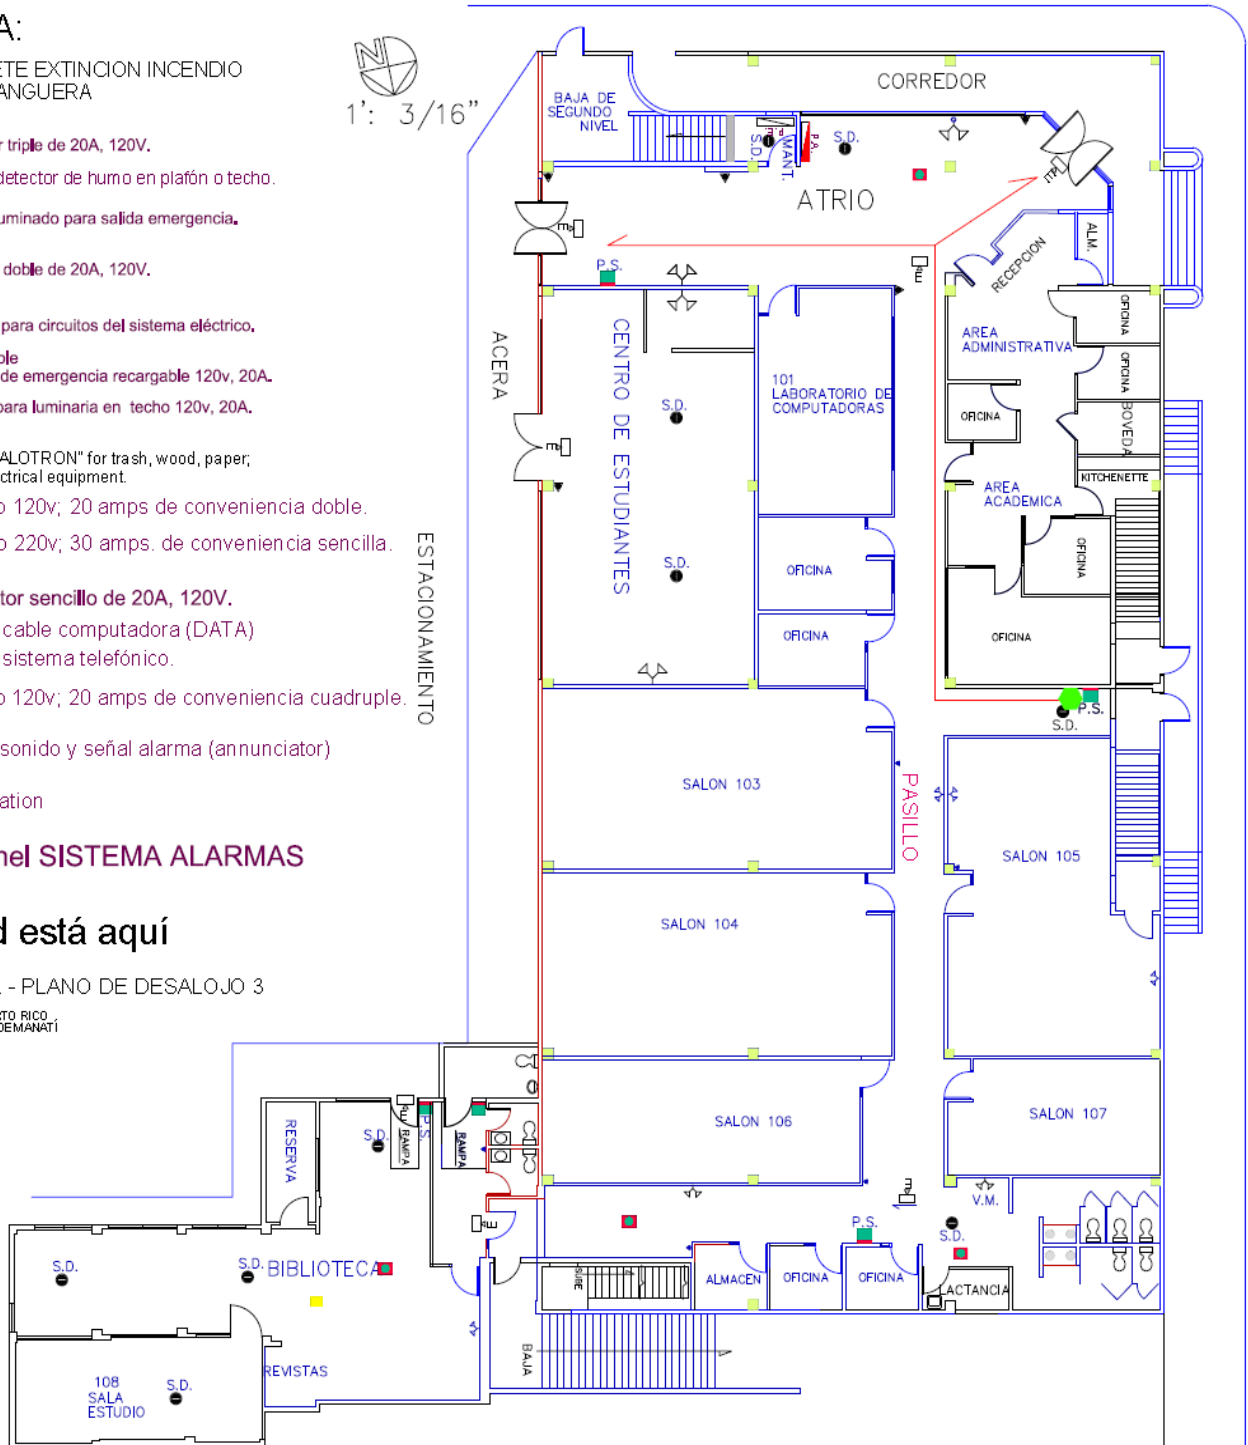 A:
ETE EXTINCION INCENDIO
ANGUERA
r triple de 20A, 120V.
detector de humo en plafón o techo.
uminado para salida emergencia.
doble de 20A, 120V.
para circuitos del sistema eléctrico.
ble
de emergencia recargable 120v, 20A.
para luminaria en techo 120v, 20A.
ALOTRON" for trash, wood, paper;
ctrical equipment.
o 120v; 20 amps de conveniencia doble.
o 220v; 30 amps. de conveniencia sencilla.
tor sencillo de 20A, 120V.
cable computadora (DATA)
sistema telefónico.
o 120v; 20 amps de conveniencia cuadruple.
sonido y señal alarma (annunciator)
ation
nel SISTEMA ALARMAS
d está aquí
. - PLANO DE DESALOJO 3
RTO RICO
DEMANATÍ
N
1': 3/16"
BAJA DE
SEGUNDO
NIVEL
CORREDOR
S.D.
MANT.
P.A.
S.D.
ATRIO
ITP
E
P.S.
E
RECEPCION
ALM.
ACERA
CENTRO DE ESTUDIANTES
101
LABORATORIO DE
COMPUTADORAS
AREA
ADMINISTRATIVA
OFICINA
OFICINA
OFICINA
BOVEDA
S.D.
E
KITCHENETTE
AREA
ACADEMICA
ESTACIONAMIENTO
S.D.
OFICINA
OFICINA
OFICINA
OFICINA
P.S.
S.D.
SALON 103
PASILLO
SALON 105
SALON 104
SALON 106
SALON 107
RESERVA
S.D.
E
RAMPA
P.S.
RAMPA
E
E
V.M.
P.S.
S.D.
S.D.
S.D.
BIBLIOTECA
SUBE
ALMACEN
OFICINA
OFICINA
LACTANCIA
BAJA
REVISTAS
108
SALA
ESTUDIO
S.D.